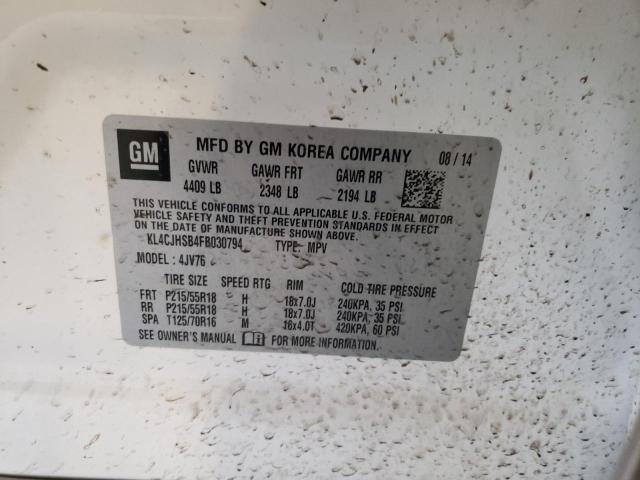 GM
MFD BY GM KOREA COMPANY 08 / 14
GVWR GAWR FRT GAWR RR
4409 LB 2348 LB 2194 LB
THIS VEHICLE CONFORMS TO ALL APPLICABLE U.S. FEDERAL MOTOR
VEHICLE SAFETY AND THEFT PREVENTION STANDARDS IN EFFECT
ON THE DATE OF MANUFACTURE SHOWN ABOVE.
KL4CJHSB4FB030794 TYPE: MPV
MODEL: 4JV76
TIRE SIZE SPEED RTG RIM COLD TIRE PRESSURE
FRT P215/55R18 H 18x7.0J 240KPA, 35 PSI
RR P215/55R18 H 18x7.0J 240KPA, 35 PSI
SPA T125/70R16 M 16x4.0T 420KPA, 60 PSI
SEE OWNER'S MANUAL FOR MORE INFORMATION.